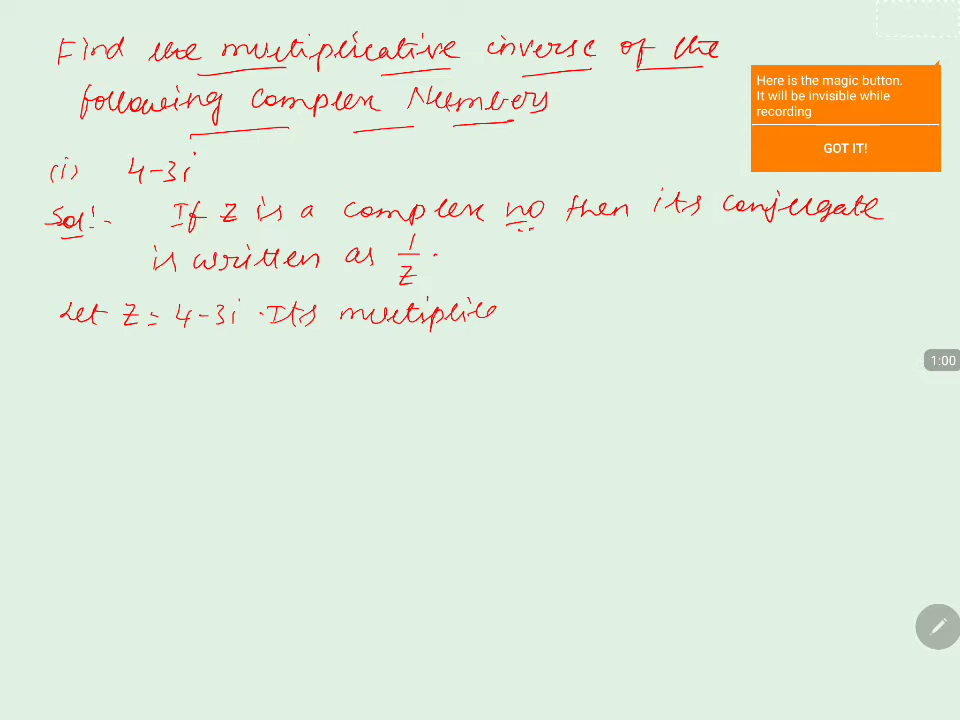 Find the multiplicative inverse of the
following complex Numbers
Here is the magic button.
It will be invisible while
recording
GOT IT!
(i) 4-3i
Sol:- If Z is a complex no then its conjugate
is written as 1/Z .
Let Z = 4-3i . Its multiplica
1:00